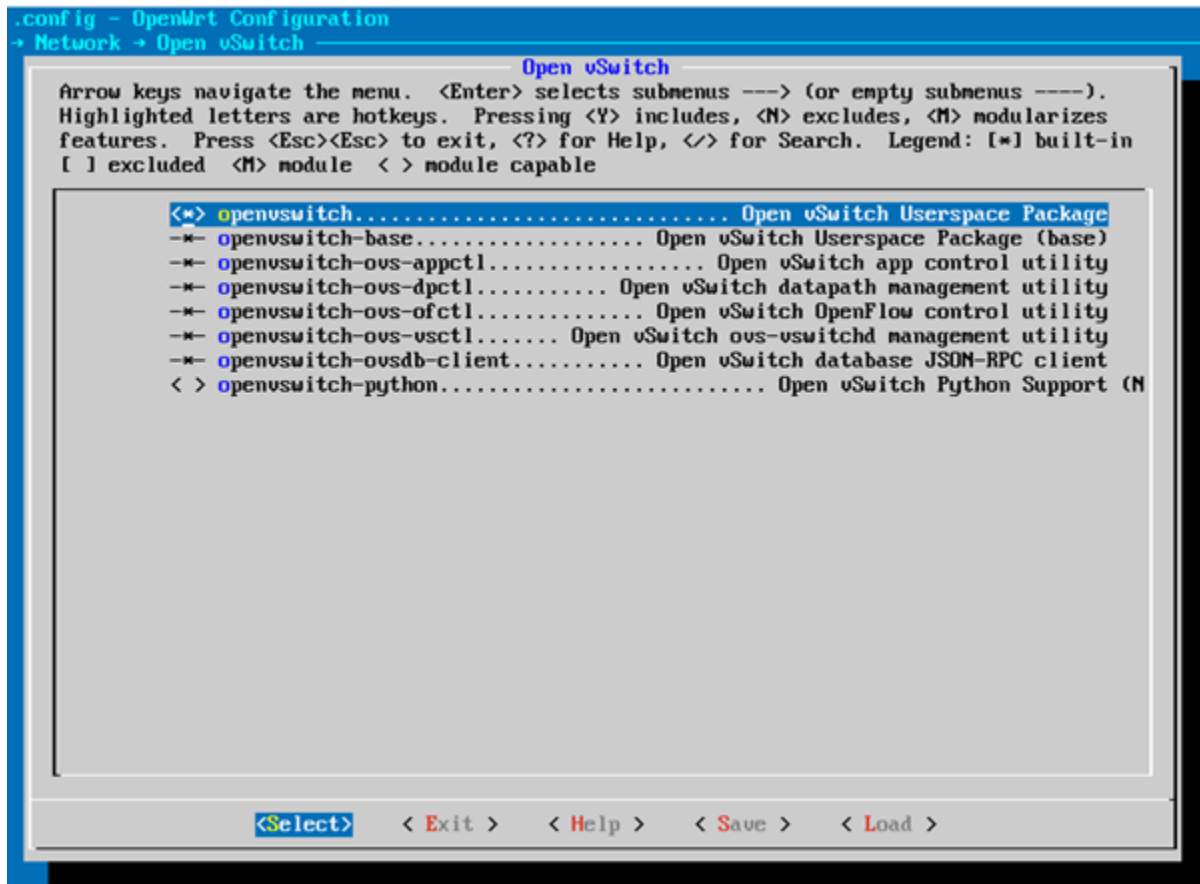 .config - OpenWrt Configuration
→ Network → Open vSwitch
Open vSwitch
Arrow keys navigate the menu.  <Enter> selects submenus ---> (or empty submenus ----).
Highlighted letters are hotkeys.  Pressing <Y> includes, <N> excludes, <M> modularizes
features.  Press <Esc><Esc> to exit, <?> for Help, </> for Search.  Legend: [*] built-in
[ ] excluded  <M> module  < > module capable
<*> openvswitch............................... Open vSwitch Userspace Package
-*- openvswitch-base................... Open vSwitch Userspace Package (base)
-*- openvswitch-ovs-appctl.................. Open vSwitch app control utility
-*- openvswitch-ovs-dpctl........... Open vSwitch datapath management utility
-*- openvswitch-ovs-ofctl.............. Open vSwitch OpenFlow control utility
-*- openvswitch-ovs-vsctl....... Open vSwitch ovs-vswitchd management utility
-*- openvswitch-ovsdb-client........... Open vSwitch database JSON-RPC client
< > openvswitch-python........................... Open vSwitch Python Support (N
<Select>    < Exit >    < Help >    < Save >    < Load >